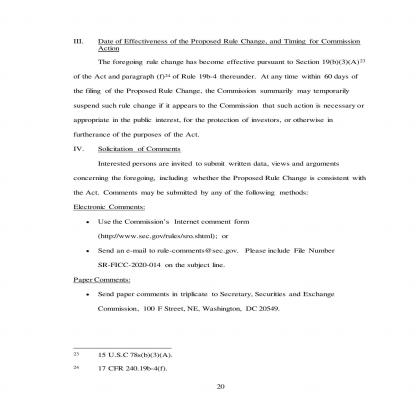 III. Date of Effectiveness of the Proposed Rule Change, and Timing for Commission
Action
The foregoing rule change has become effective pursuant to Section 19(b)(3)(A)23
of the Act and paragraph (f)24 of Rule 19b-4 thereunder. At any time within 60 days of
the filing of the Proposed Rule Change, the Commission summarily may temporarily
suspend such rule change if it appears to the Commission that such action is necessary or
appropriate in the public interest, for the protection of investors, or otherwise in
furtherance of the purposes of the Act.
IV. Solicitation of Comments
Interested persons are invited to submit written data, views and arguments
concerning the foregoing, including whether the Proposed Rule Change is consistent with
the Act. Comments may be submitted by any of the following methods:
Electronic Comments:
• Use the Commission's Internet comment form
(http://www.sec.gov/rules/sro.shtml); or
• Send an e-mail to rule-comments@sec.gov. Please include File Number
SR-FICC-2020-014 on the subject line.
Paper Comments:
• Send paper comments in triplicate to Secretary, Securities and Exchange
Commission, 100 F Street, NE, Washington, DC 20549.
23 15 U.S.C 78s(b)(3)(A).
24 17 CFR 240.19b-4(f).
20